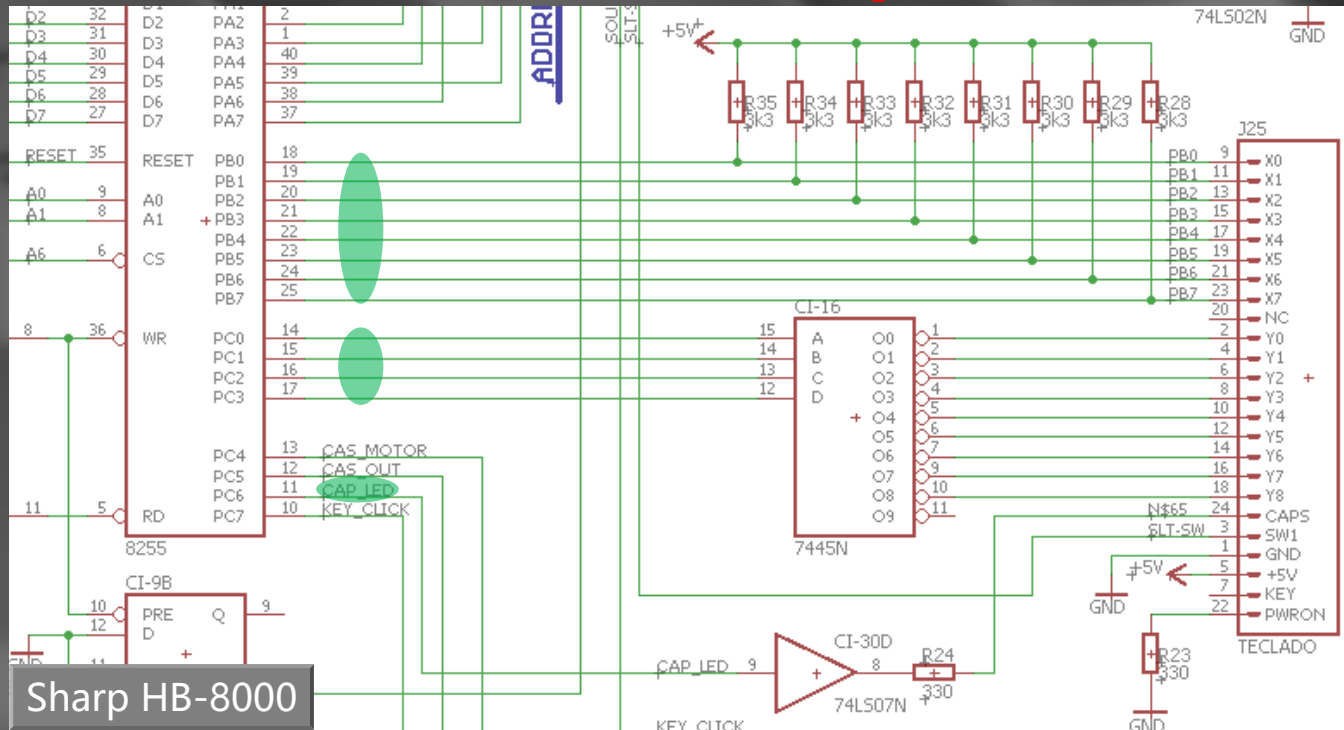 D2 32 D2 PA2 2
D3 31 D3 PA3 1
D4 30 D4 PA4 40
D5 29 D5 PA5 39
D6 28 D6 PA6 38
D7 27 D7 PA7 37
RESET 35 RESET PB0 18
PB1 19
A0 9 A0 PB2 20
A1 8 A1 PB3 21
PB4 22
A6 6 CS PB5 23
PB6 24
PB7 25
8 36 WR PC0 14
PC1 15
PC2 16
PC3 17
PC4 13 CAS_MOTOR
PC5 12 CAS_OUT
PC6 11 CAP_LED
11 5 RD PC7 10 KEY_CLICK
8255
ADDR
SLT-S
+5V
74LS02N
GND
R35 R34 R33 R32 R31 R30 R29 R28
3k3 3k3 3k3 3k3 3k3 3k3 3k3 3k3
J25
PB0 9 X0
PB1 11 X1
PB2 13 X2
PB3 15 X3
PB4 17 X4
PB5 19 X5
PB6 21 X6
PB7 23 X7
20 NC
2 Y0
4 Y1
6 Y2
8 Y3
10 Y4
12 Y5
14 Y6
16 Y7
18 Y8
N$65 24 CAPS
SLT-SW 3 SW1
1 GND
+5V 5 +5V
7 KEY
22 PWRON
TECLADO
GND
R23
330
GND
CI-16
15 A O0 1
14 B O1 2
13 C O2 3
12 D O3 4
O4 5
O5 6
O6 7
O7 9
O8 10
O9 11
7445N
CI-9B
10 PRE Q 9
12 D
11
GND
CAP_LED 9 CI-30D 8 R24
74LS07N 330
KEY_CLICK
Sharp HB-8000